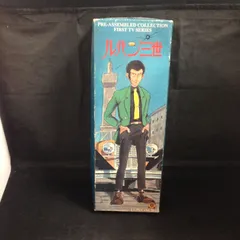 PRE-ASSEMBLED COLLECTION
FIRST TV SERIES
ルパン三世